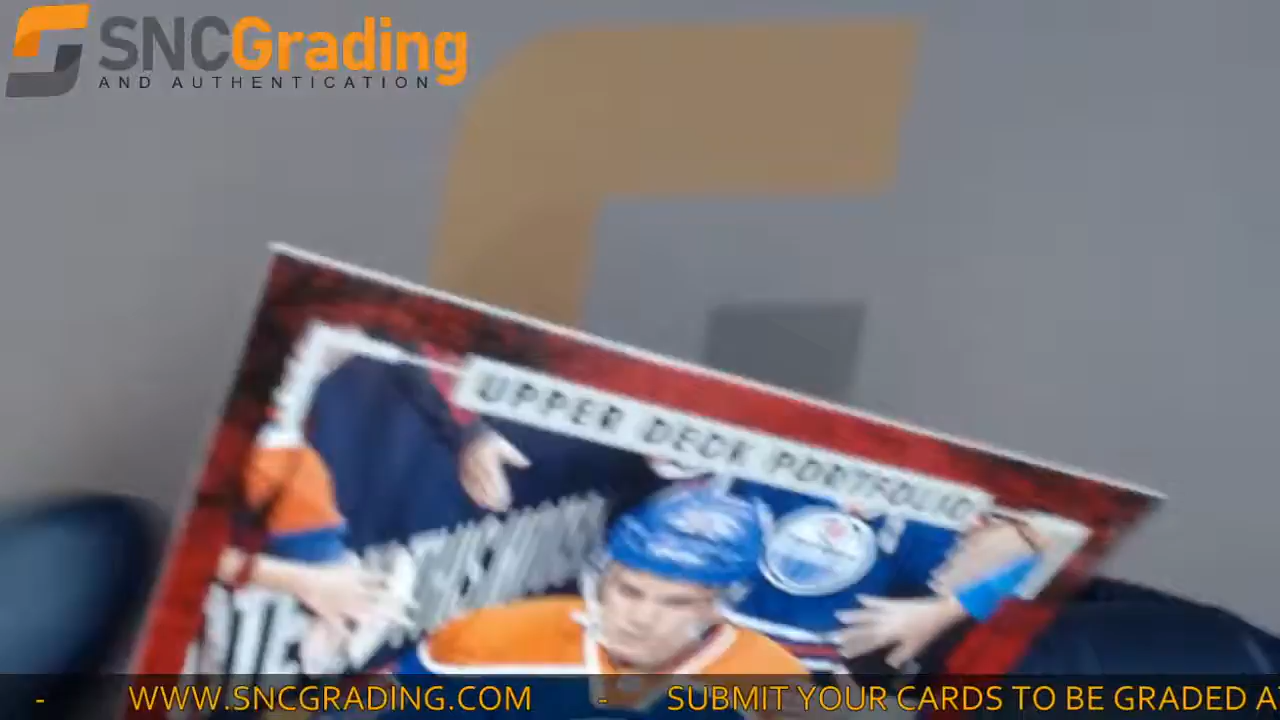 SNCGrading
AND AUTHENTICATION
UPPER DECK PORTFOLIO
- WWW.SNCGRADING.COM - SUBMIT YOUR CARDS TO BE GRADED A